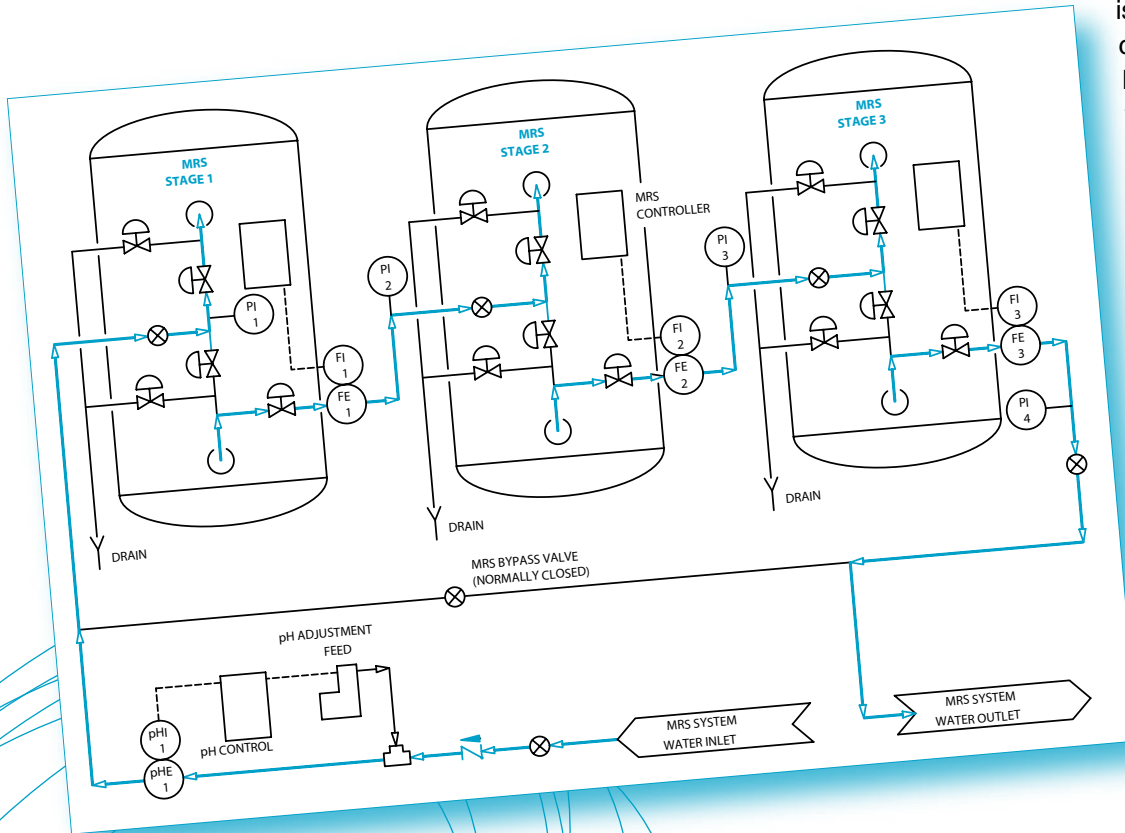 MRS
STAGE 1
MRS
STAGE 2
MRS
STAGE 3
MRS
CONTROLLER
PI
1
PI
2
PI
3
FI
1
FE
1
FI
2
FE
2
FI
3
FE
3
PI
4
DRAIN
DRAIN
DRAIN
MRS BYPASS VALVE
(NORMALLY CLOSED)
pH ADJUSTMENT
FEED
pHI
1
pHE
1
pH CONTROL
MRS SYSTEM
WATER INLET
MRS SYSTEM
WATER OUTLET